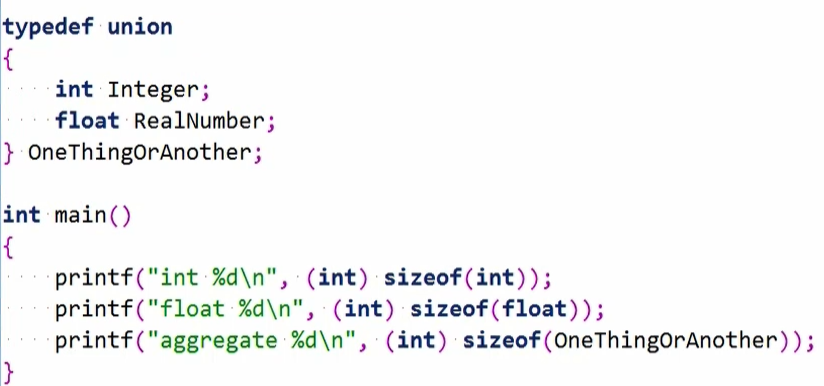 typedef union
{
    int Integer;
    float RealNumber;
} OneThingOrAnother;

int main()
{
    printf("int %d\n", (int) sizeof(int));
    printf("float %d\n", (int) sizeof(float));
    printf("aggregate %d\n", (int) sizeof(OneThingOrAnother));
}